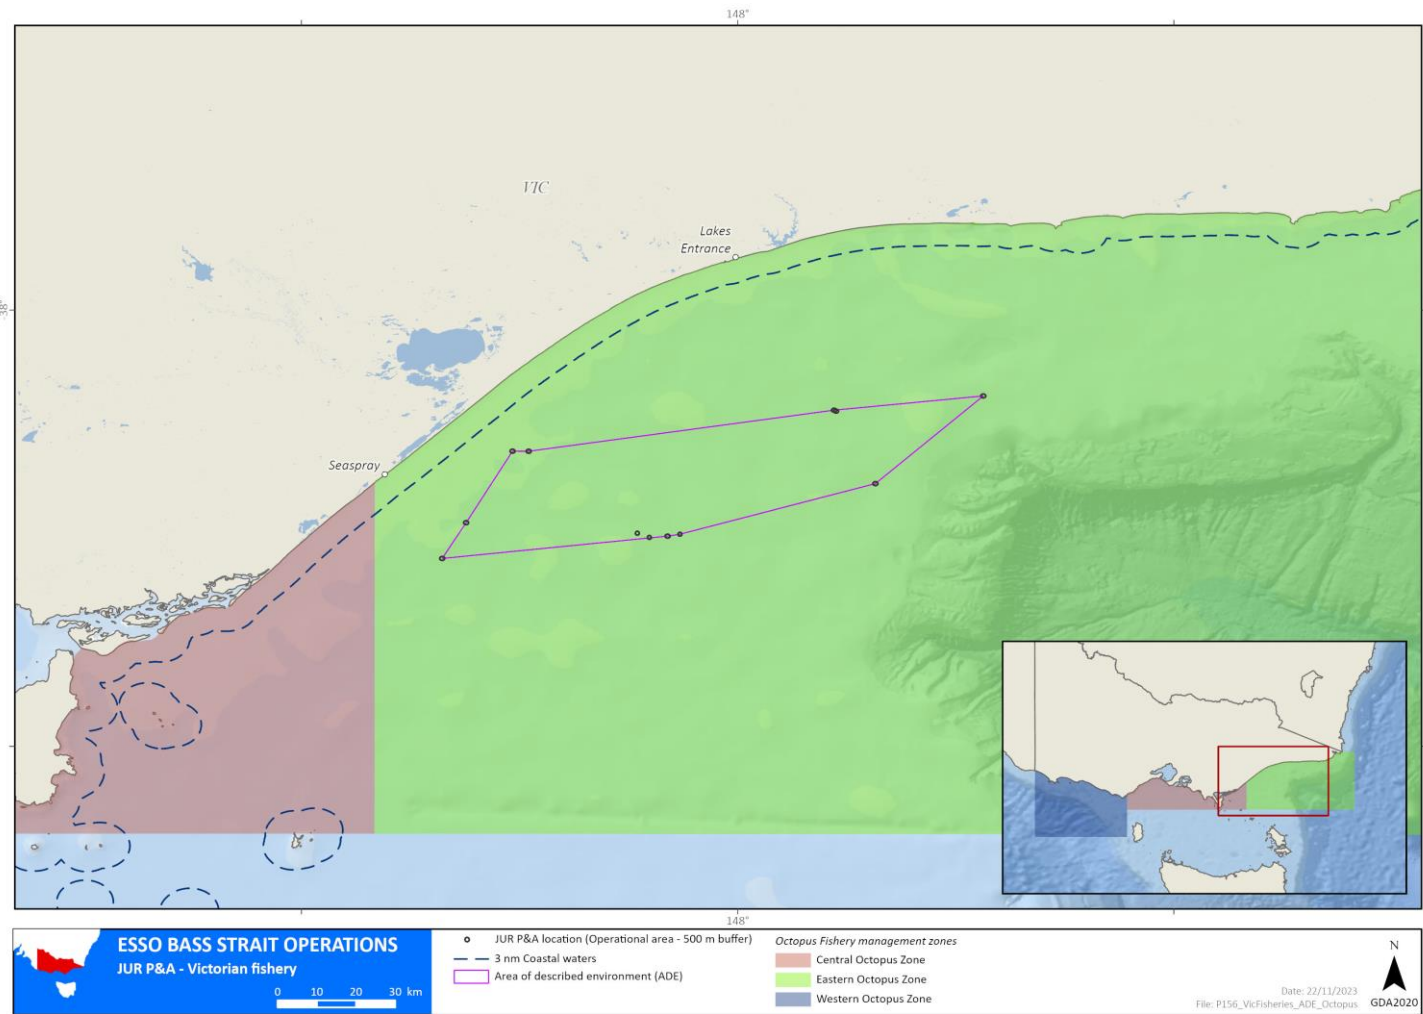 148°
VIC
Lakes
Entrance
38°
Seaspray
148°
ESSO BASS STRAIT OPERATIONS
JUR P&A - Victorian fishery
0 10 20 30 km
JUR P&A location (Operational area - 500 m buffer)
3 nm Coastal waters
Area of described environment (ADE)
Octopus Fishery management zones
Central Octopus Zone
Eastern Octopus Zone
Western Octopus Zone
N
GDA2020
Date: 22/11/2023
File: P156_VicFisheries_ADE_Octopus